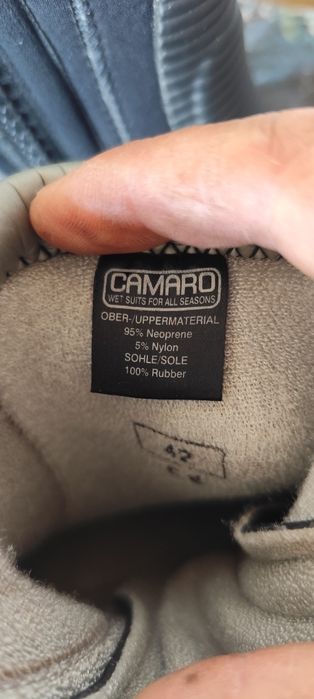 CAMARO
WET SUITS FOR ALL SEASONS
OBER-/UPPERMATERIAL
95% Neoprene
5% Nylon
SOHLE/SOLE
100% Rubber
42